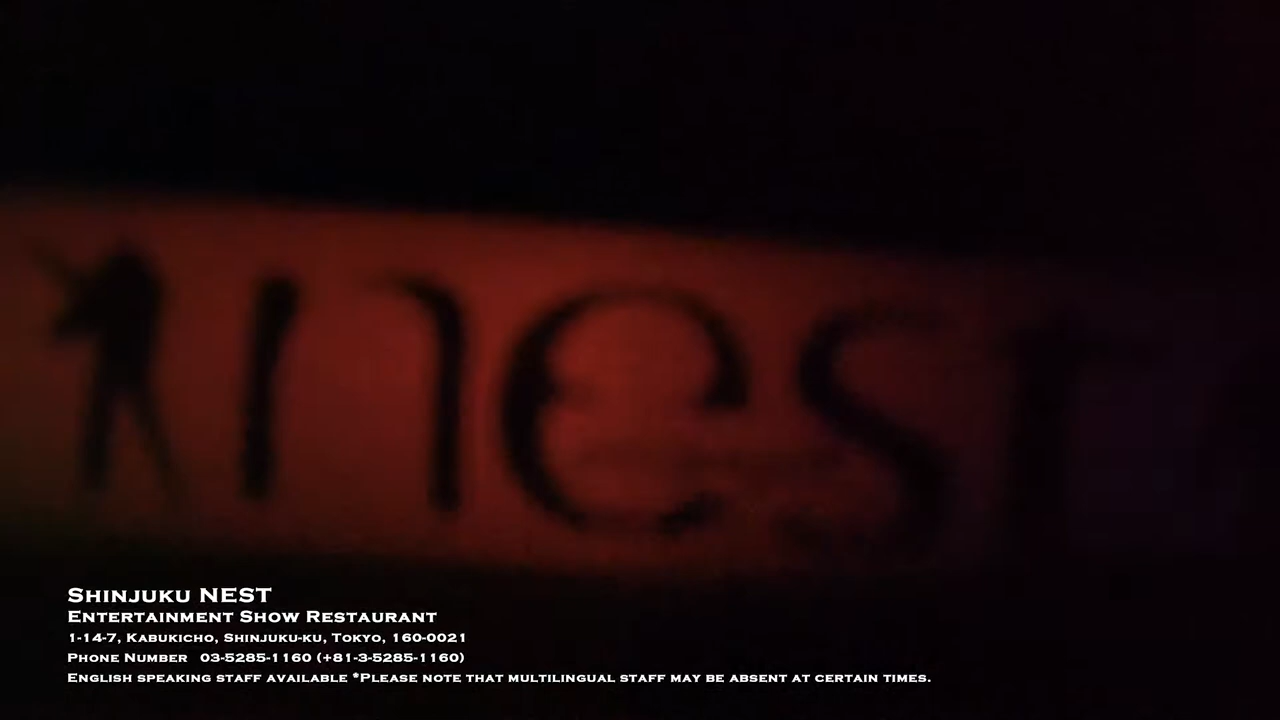 nest
Shinjuku NEST
Entertainment Show Restaurant
1-14-7, Kabukicho, Shinjuku-ku, Tokyo, 160-0021
Phone Number 03-5285-1160 (+81-3-5285-1160)
English speaking staff available *Please note that multilingual staff may be absent at certain times.